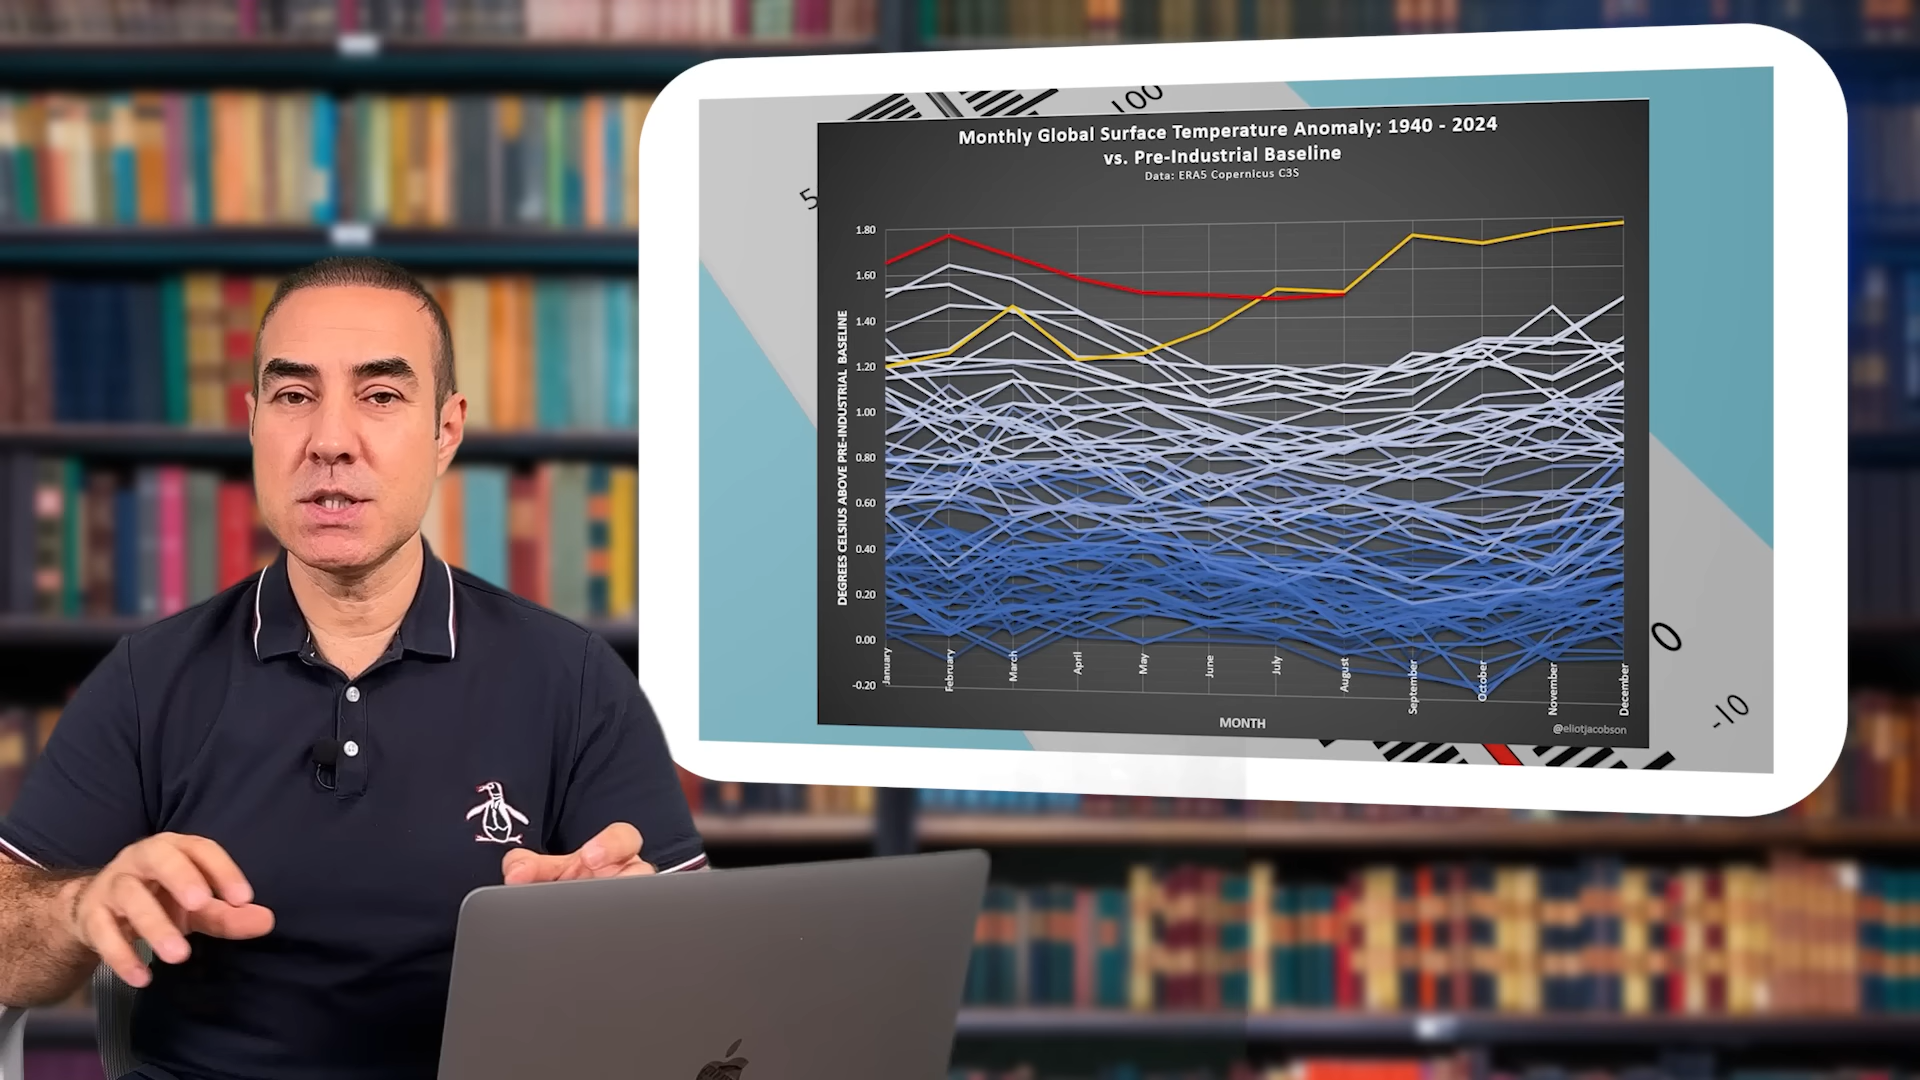 100
5
Monthly Global Surface Temperature Anomaly: 1940 - 2024
vs. Pre-Industrial Baseline
Data: ERA5 Copernicus C3S
DEGREES CELSIUS ABOVE PRE-INDUSTRIAL BASELINE
1.80
1.60
1.40
1.20
1.00
0.80
0.60
0.40
0.20
0.00
-0.20
January
February
March
April
May
June
July
August
September
October
November
December
MONTH
@eliotjacobson
0
-10